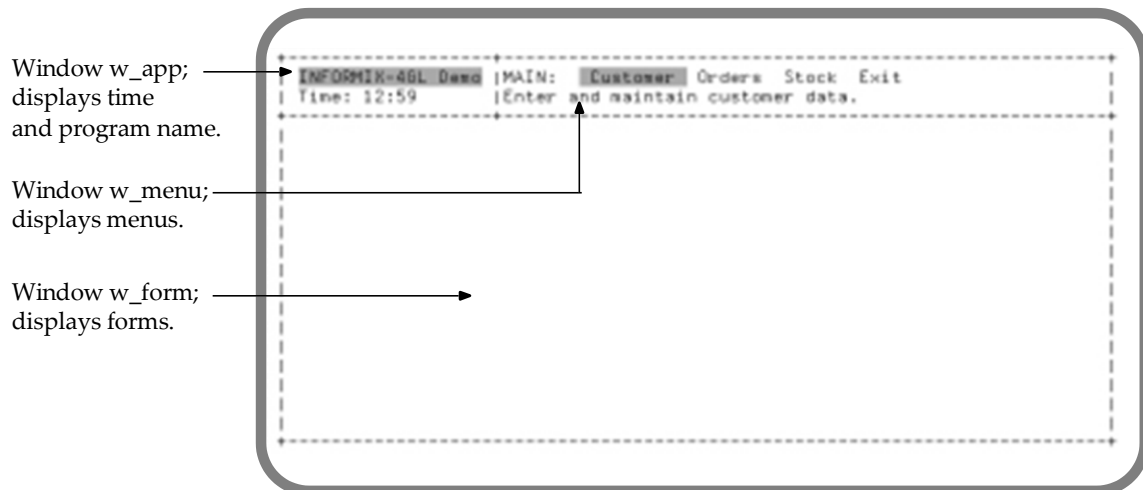 Window w_app;
displays time
and program name.
INFORMIX-4GL Demo
Time: 12:59
MAIN: Customer Orders Stock Exit
Enter and maintain customer data.
Window w_menu;
displays menus.
Window w_form;
displays forms.